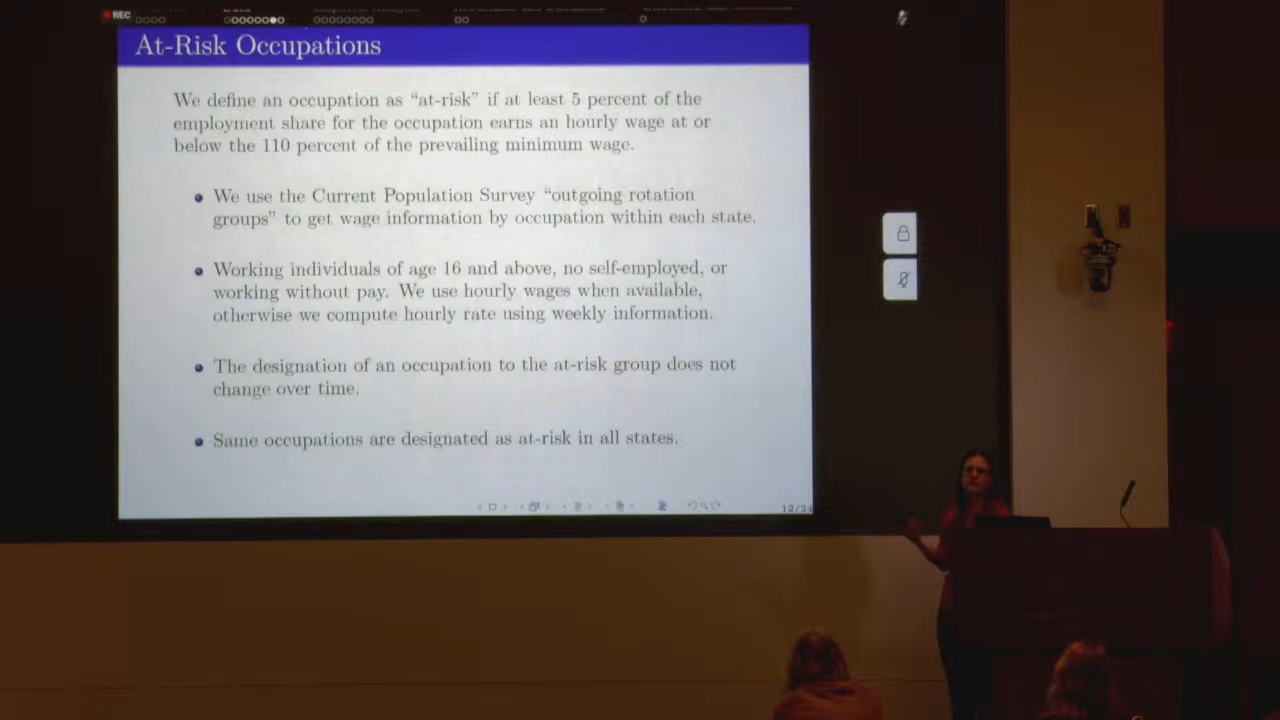 REC
At-Risk Occupations
We define an occupation as “at-risk” if at least 5 percent of the
employment share for the occupation earns an hourly wage at or
below the 110 percent of the prevailing minimum wage.
We use the Current Population Survey “outgoing rotation
groups” to get wage information by occupation within each state.
Working individuals of age 16 and above, no self-employed, or
working without pay. We use hourly wages when available,
otherwise we compute hourly rate using weekly information.
The designation of an occupation to the at-risk group does not
change over time.
Same occupations are designated as at-risk in all states.
12/24